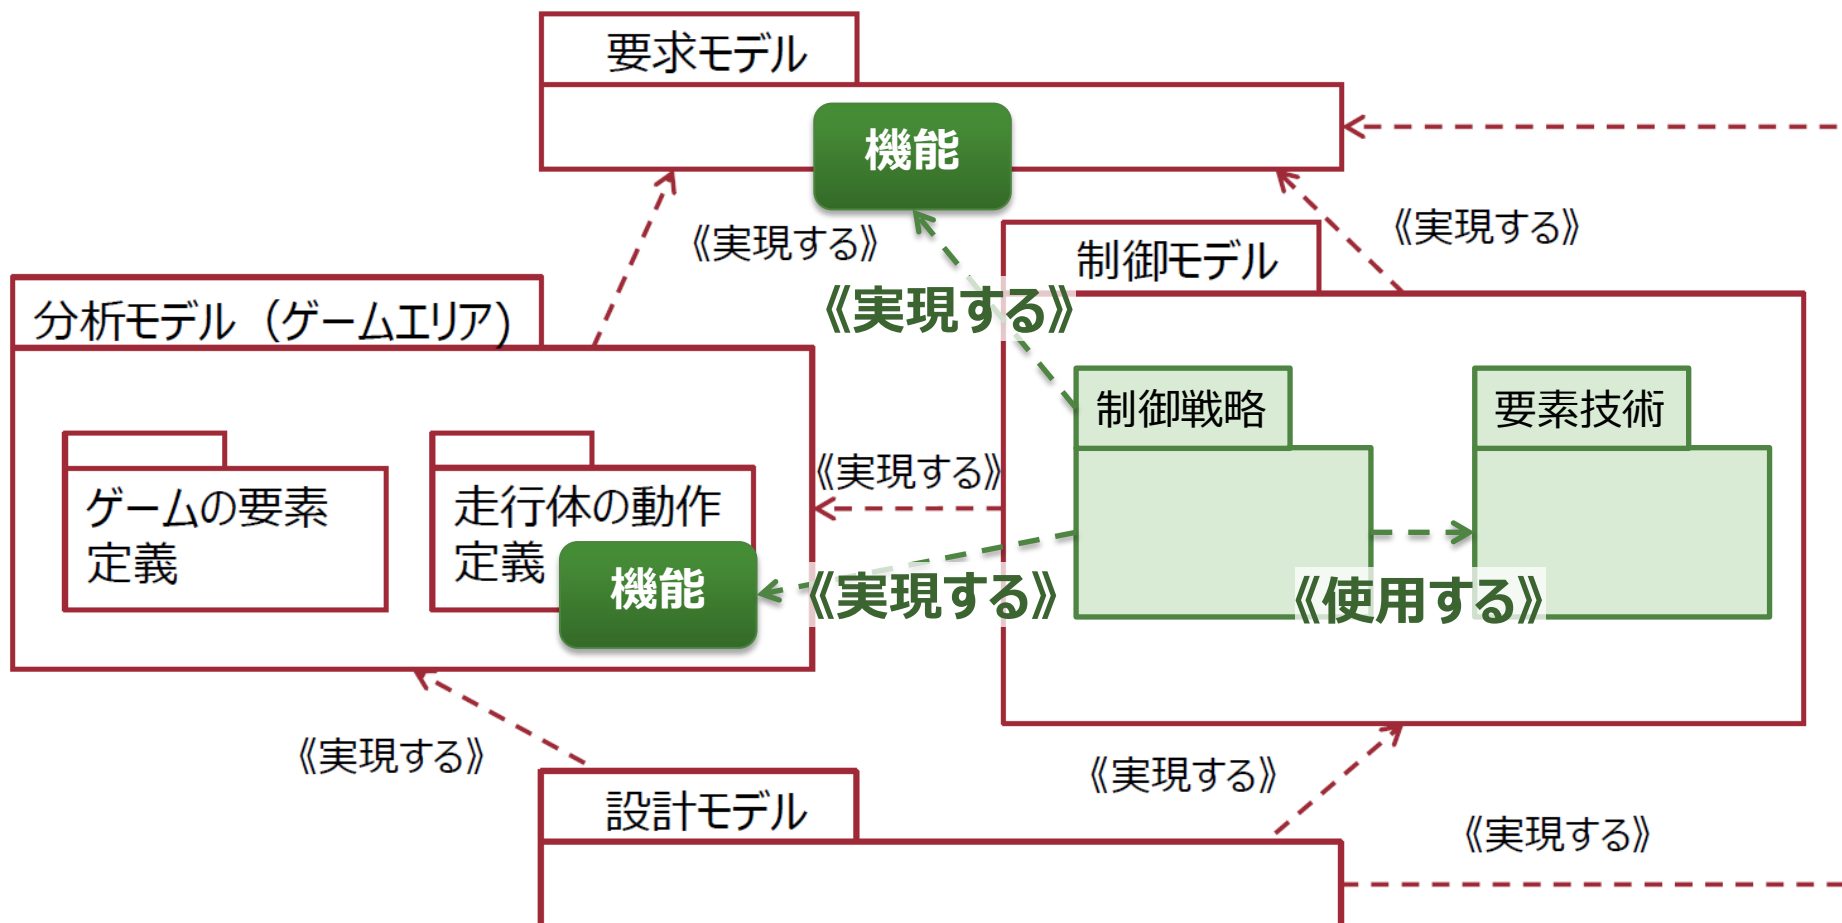 要求モデル
機能
《実現する》
《実現する》
制御モデル
《実現する》
分析モデル（ゲームエリア）
制御戦略
要素技術
《実現する》
ゲームの要素
定義
走行体の動作
定義
機能
《実現する》
《使用する》
《実現する》
《実現する》
設計モデル
《実現する》